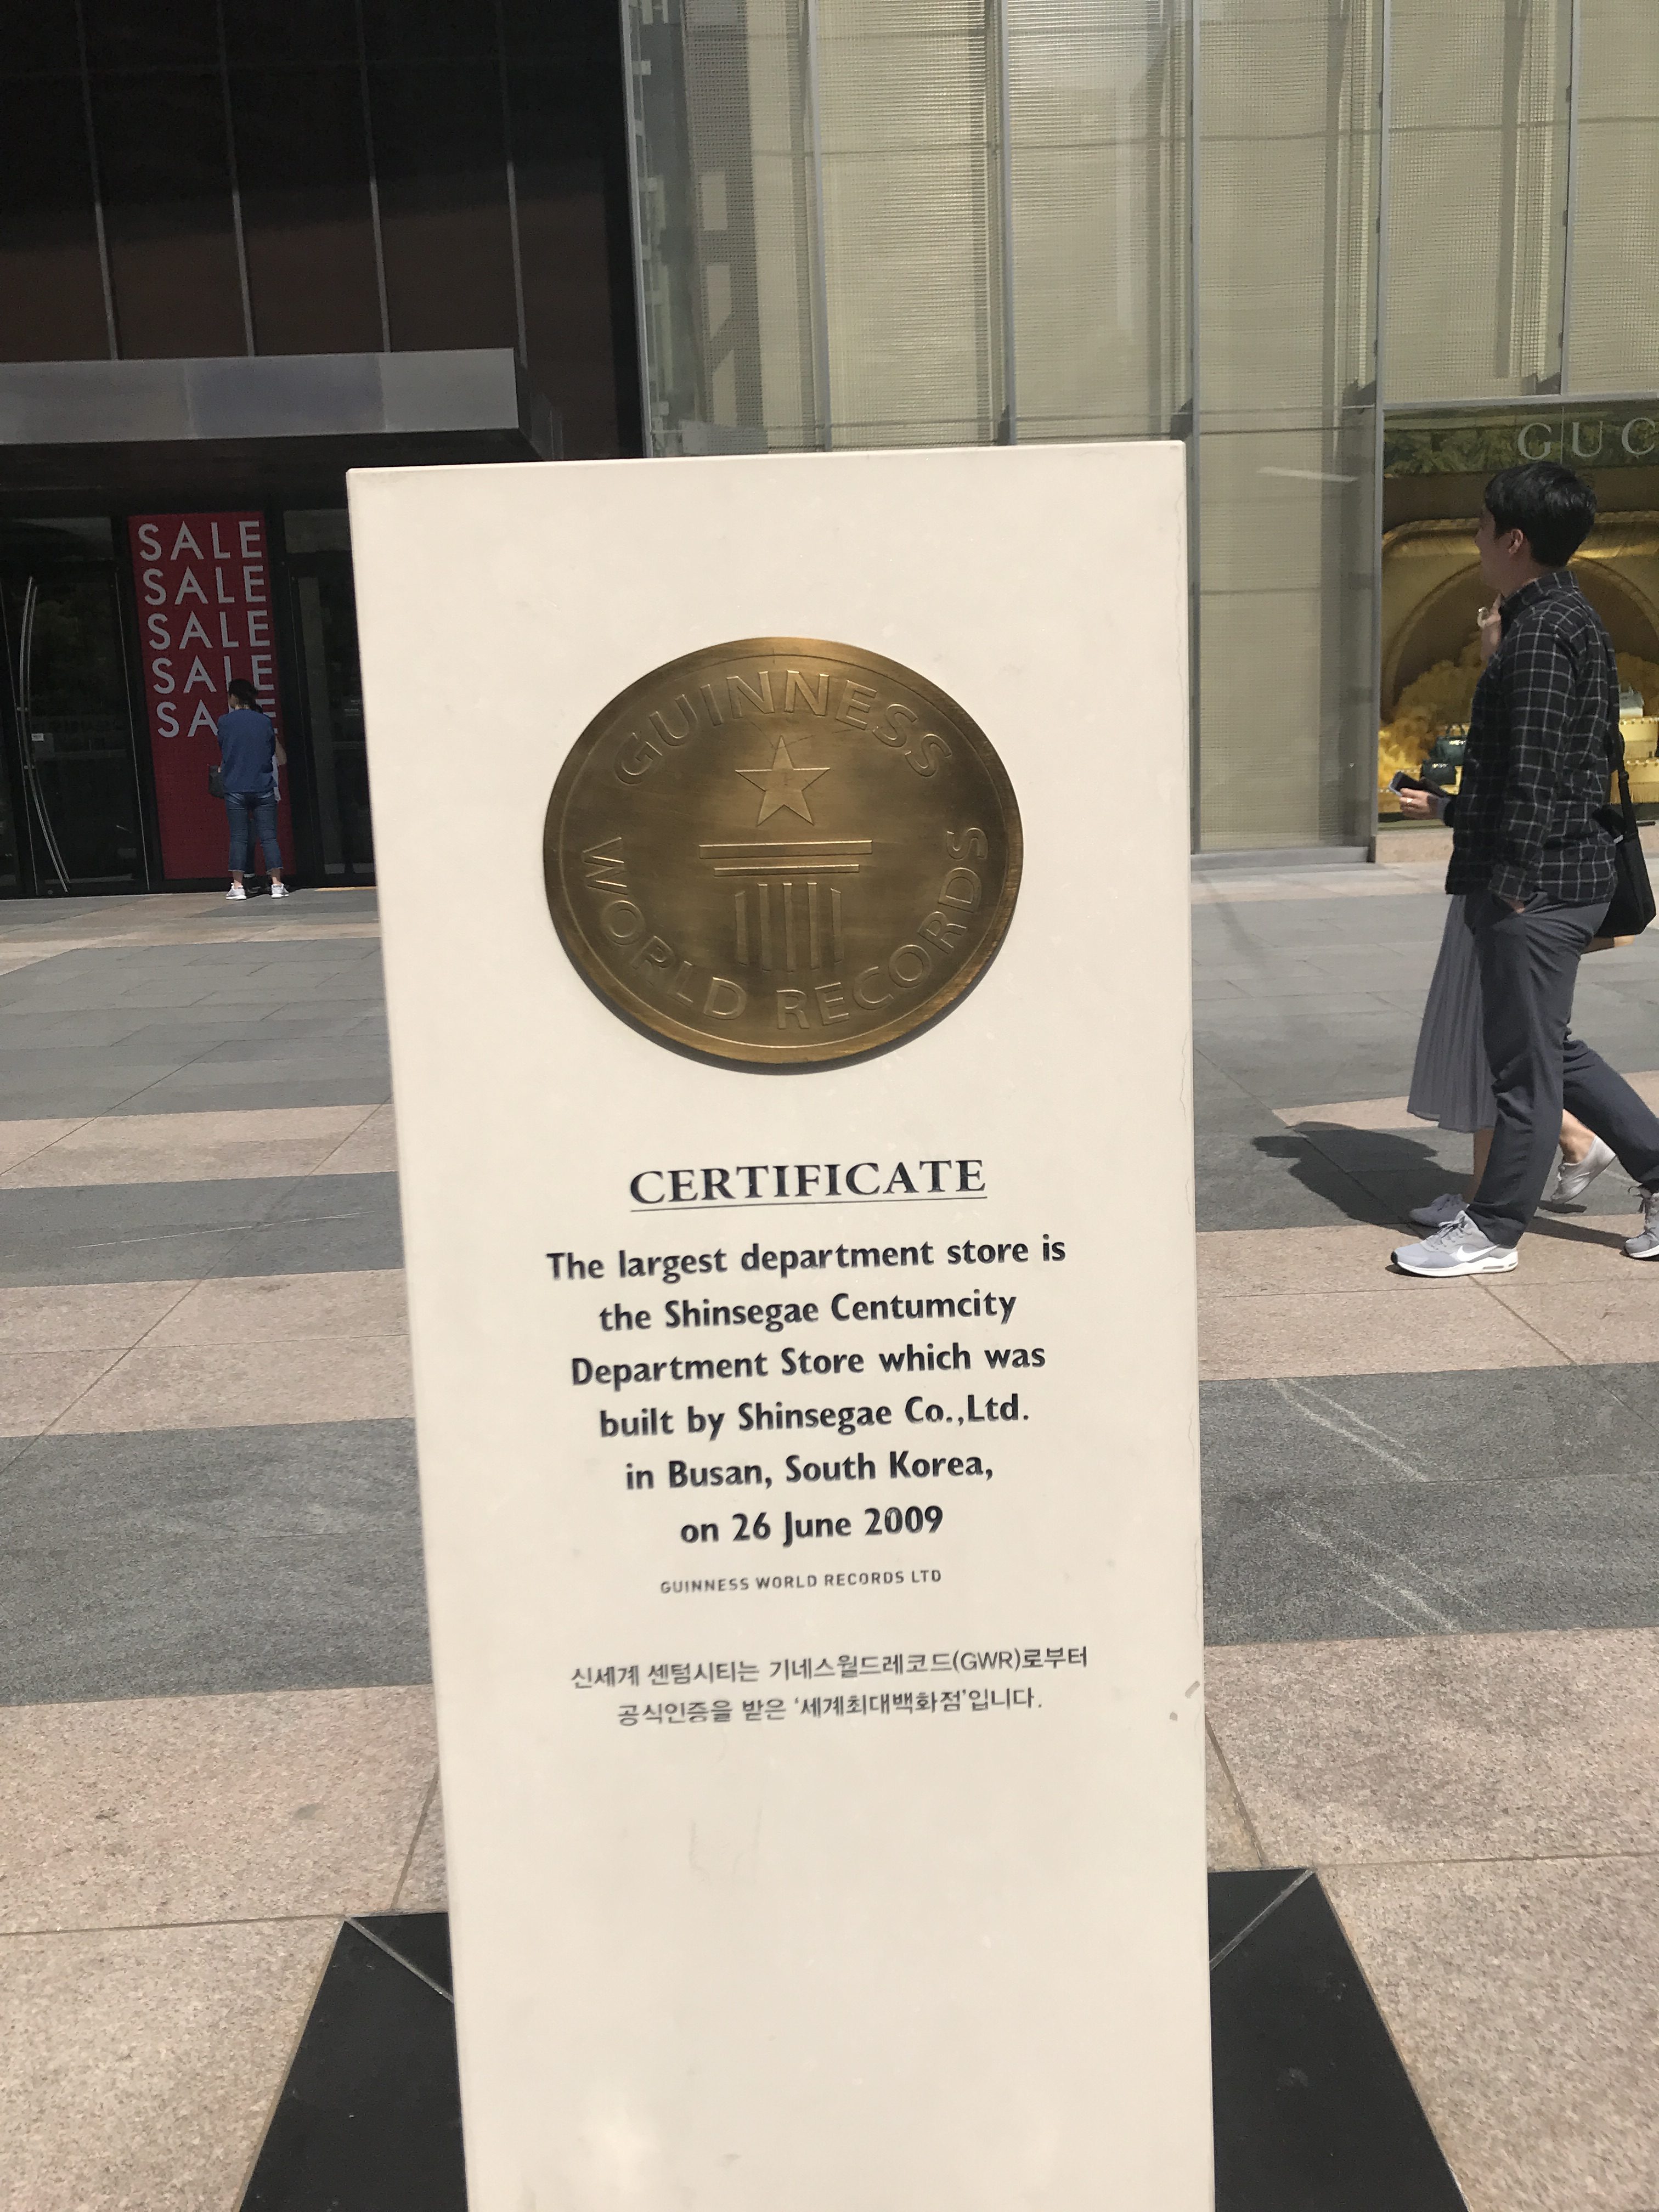 SALE
SALE
SALE
SALE
SA
GUC
GUINNESS
WORLD RECORDS
CERTIFICATE
The largest department store is
the Shinsegae Centumcity
Department Store which was
built by Shinsegae Co.,Ltd.
in Busan, South Korea,
on 26 June 2009
GUINNESS WORLD RECORDS LTD
신세계 센텀시티는 기네스월드레코드(GWR)로부터
공식인증을 받은 ‘세계최대백화점’입니다.